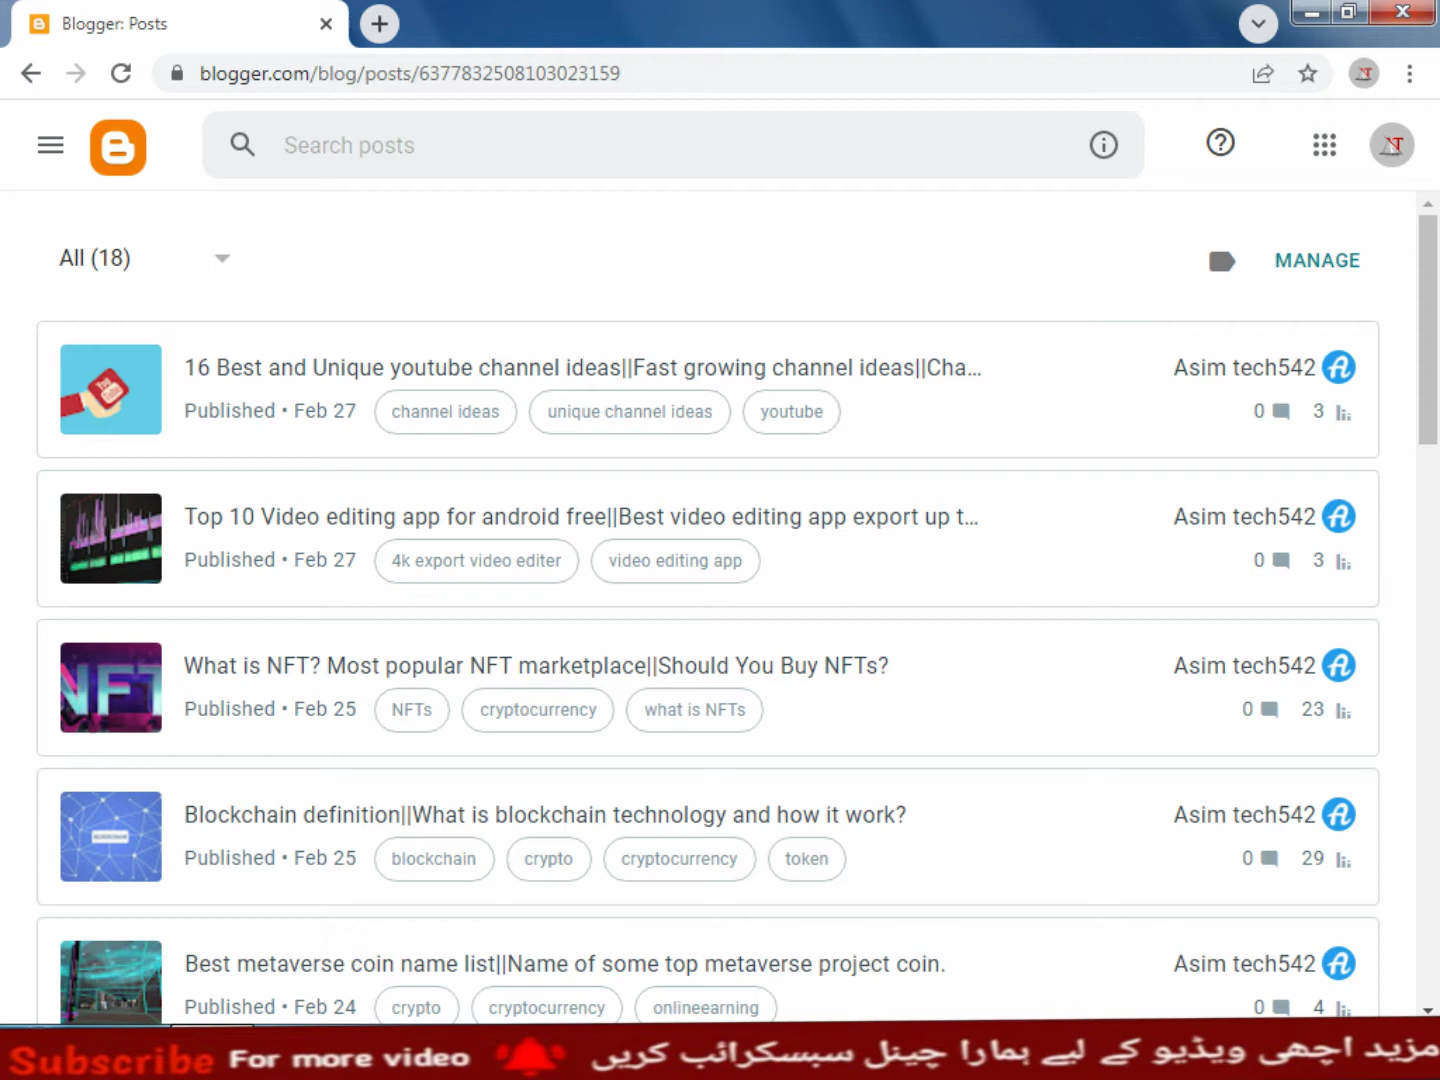 Blogger: Posts
blogger.com/blog/posts/6377832508103023159
Search posts
All (18)
MANAGE
16 Best and Unique youtube channel ideas||Fast growing channel ideas||Cha...
Asim tech542
Published • Feb 27
channel ideas
unique channel ideas
youtube
0
3
Top 10 Video editing app for android free||Best video editing app export up t...
Asim tech542
Published • Feb 27
4k export video editer
video editing app
0
3
NFT
What is NFT? Most popular NFT marketplace||Should You Buy NFTs?
Asim tech542
Published • Feb 25
NFTs
cryptocurrency
what is NFTs
0
23
Blockchain definition||What is blockchain technology and how it work?
Asim tech542
Published • Feb 25
blockchain
crypto
cryptocurrency
token
0
29
Best metaverse coin name list||Name of some top metaverse project coin.
Asim tech542
Published • Feb 24
crypto
cryptocurrency
onlineearning
0
4
Subscribe For more video
مزید اچھی ویڈیو کے لیے ہمارا چینل سبسکرائب کریں